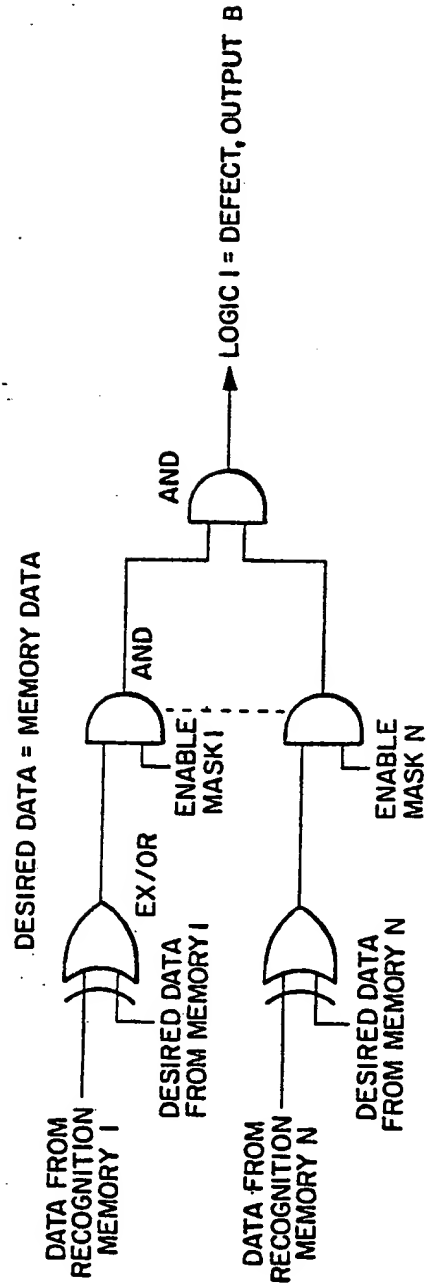 DESIRED DATA = MEMORY DATA
DATA FROM
RECOGNITION
MEMORY I
DESIRED DATA
FROM MEMORY I
EX/OR
ENABLE
MASK I
AND
AND
LOGIC I = DEFECT, OUTPUT B
DATA FROM
RECOGNITION
MEMORY N
DESIRED DATA
FROM MEMORY N
ENABLE
MASK N